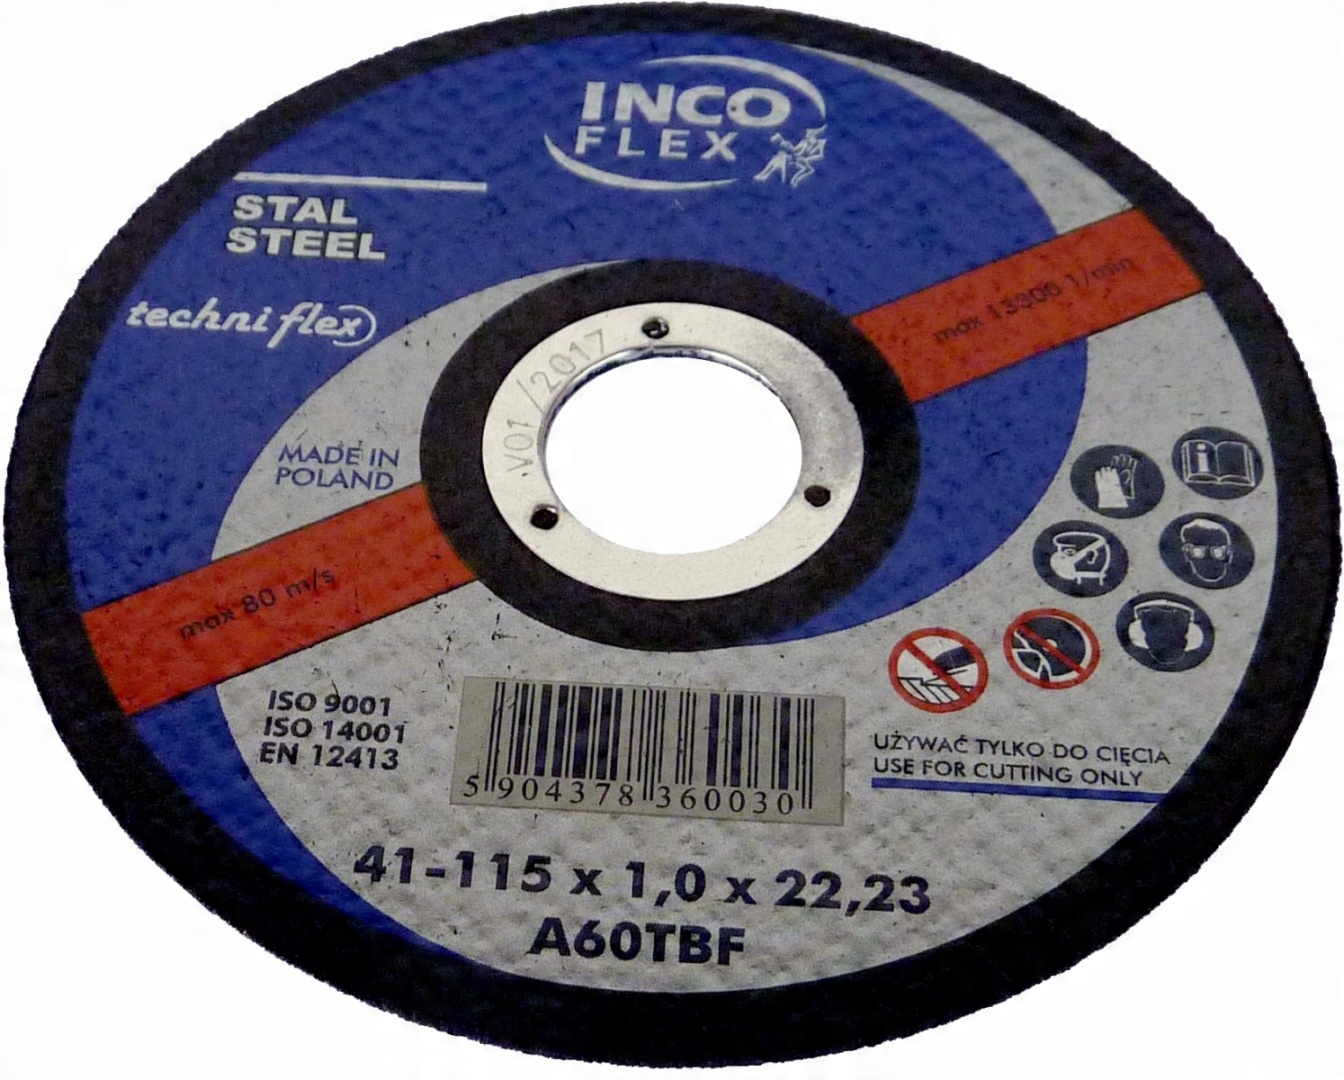 INCO
FLEX
STAL
STEEL
techniflex
max 13300 1/min
V01/2017
MADE IN
POLAND
max 80 m/s
ISO 9001
ISO 14001
EN 12413
5 904378 360030
UŻYWAĆ TYLKO DO CIĘCIA
USE FOR CUTTING ONLY
41-115 x 1,0 x 22,23
A60TBF